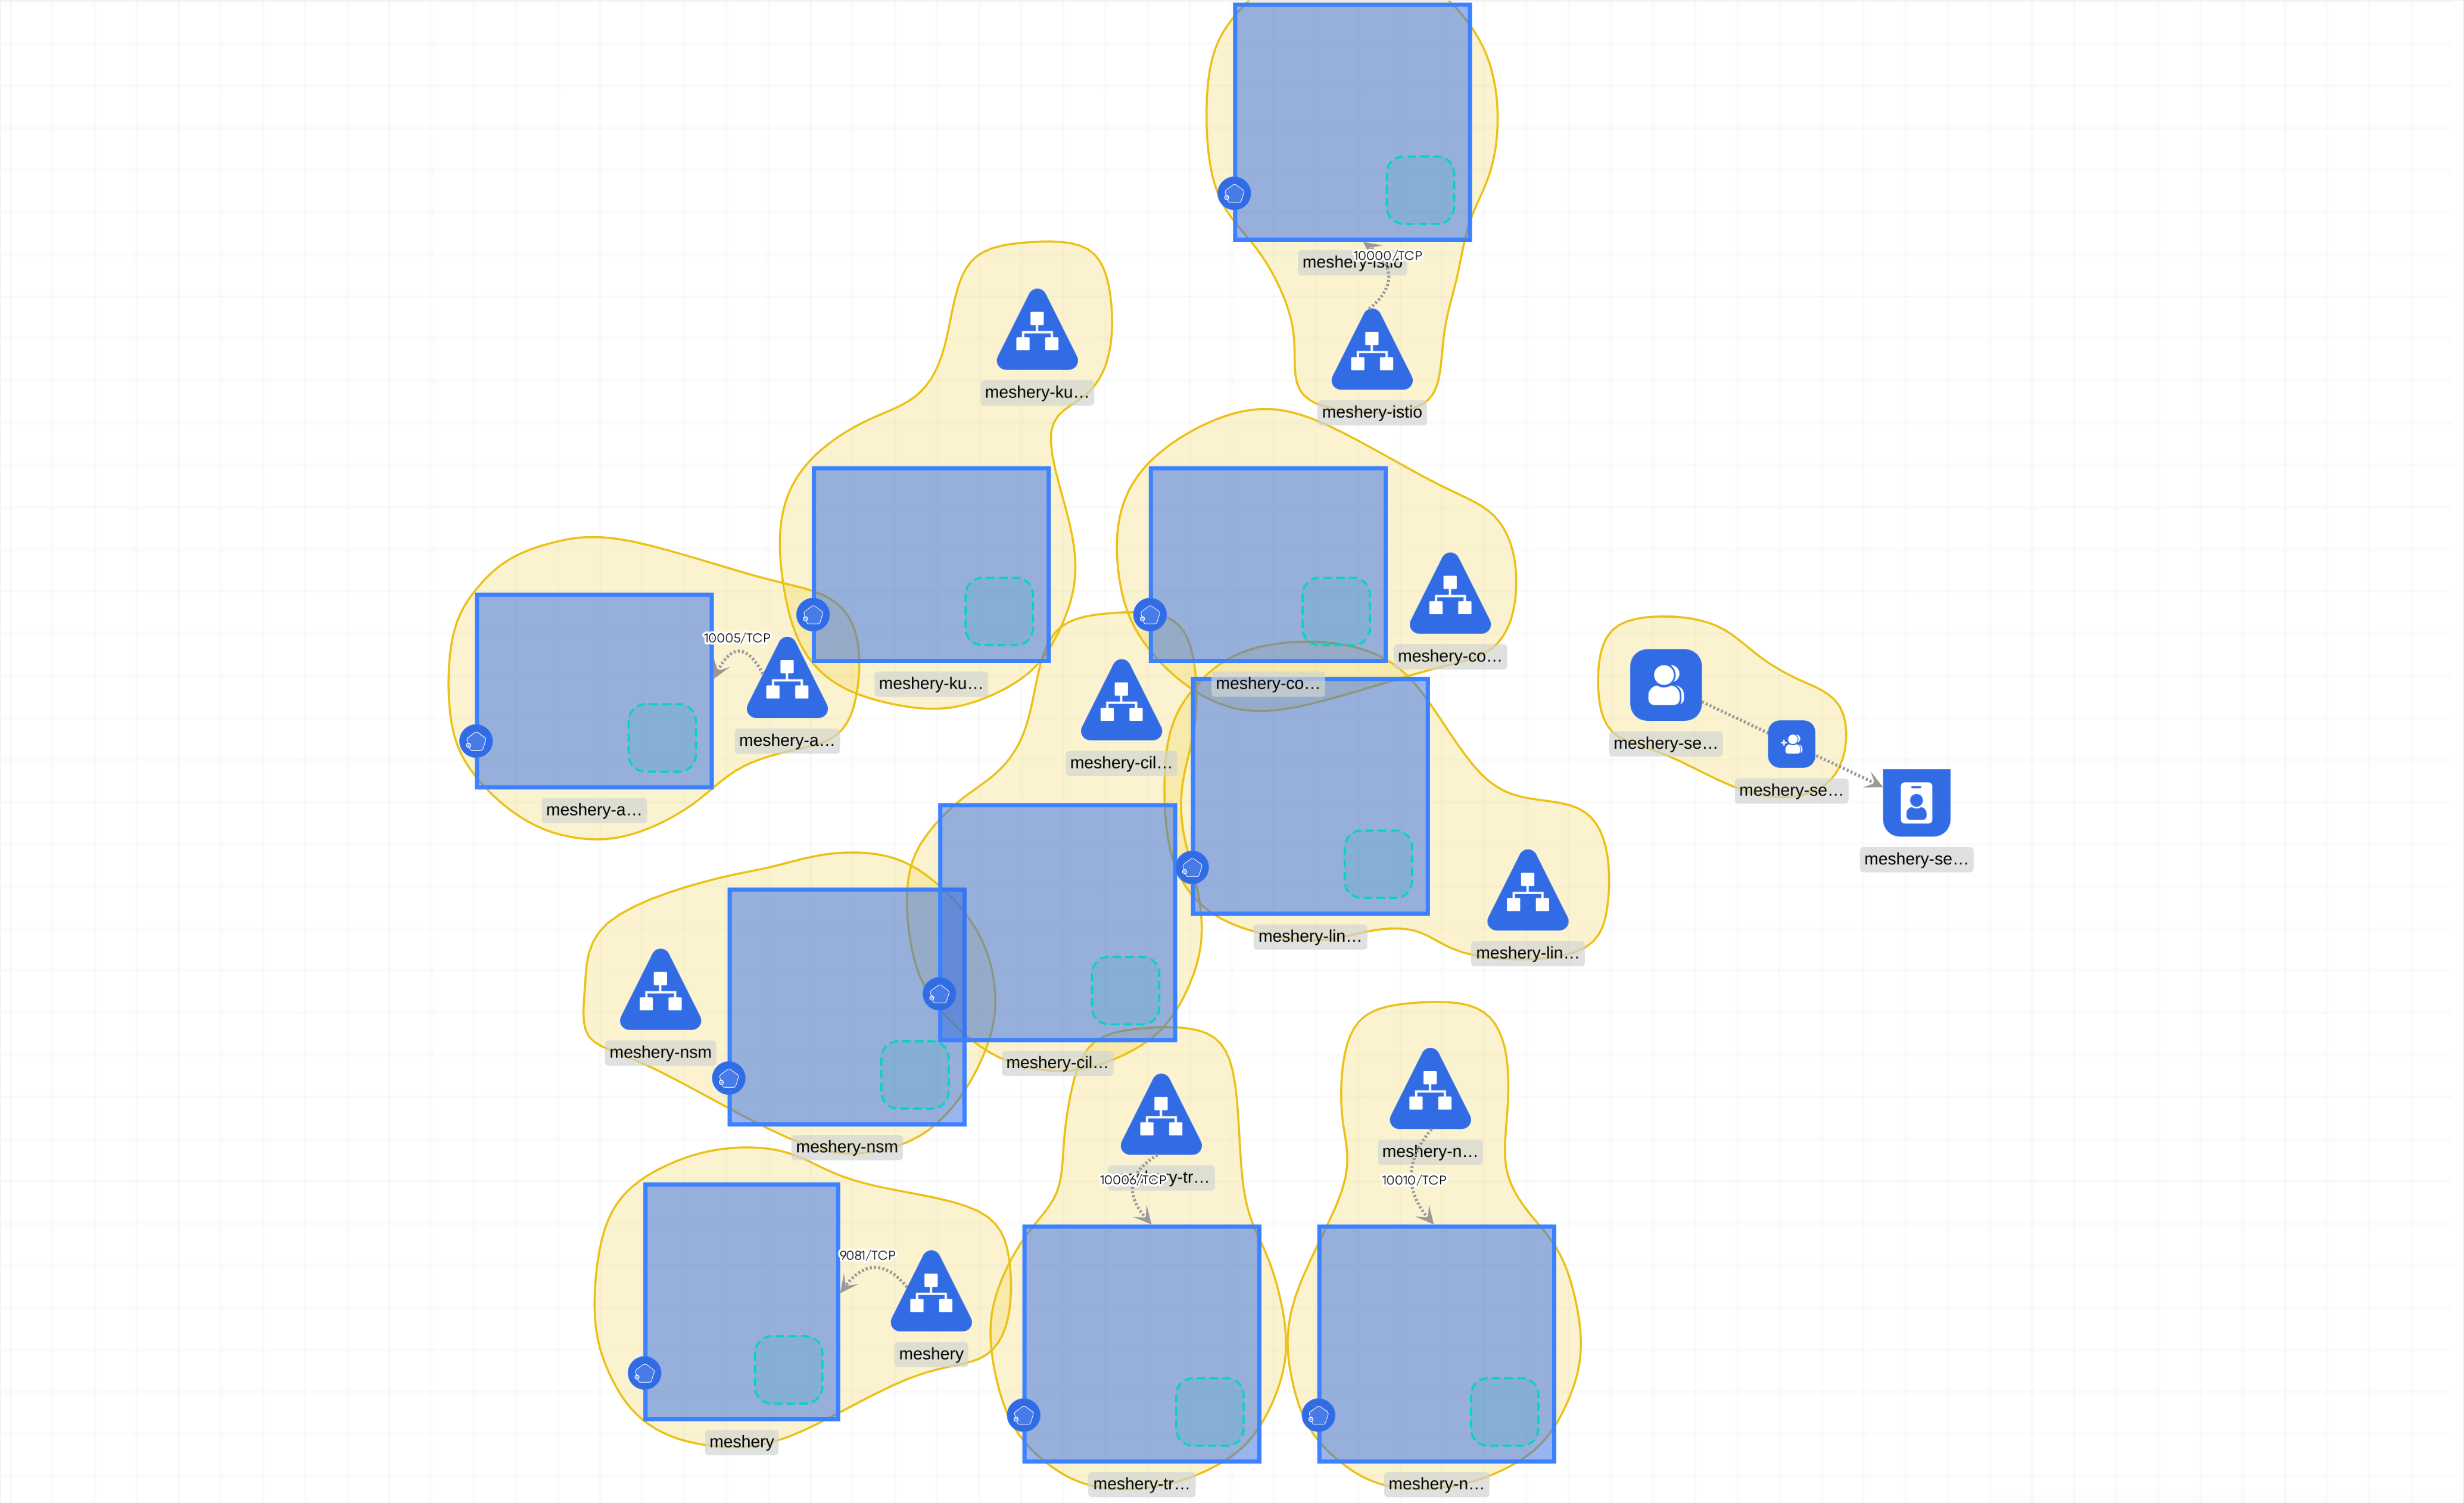 meshery-istio
10000/TCP
meshery-istio
meshery-ku…
meshery-ku…
meshery-co…
meshery-co…
10005/TCP
meshery-a…
meshery-a…
meshery-cil…
meshery-cil…
meshery-lin…
meshery-lin…
meshery-se…
meshery-se…
meshery-se…
meshery-nsm
meshery-nsm
meshery-tr…
10006/TCP
meshery-tr…
meshery-n…
10010/TCP
meshery-n…
9081/TCP
meshery
meshery